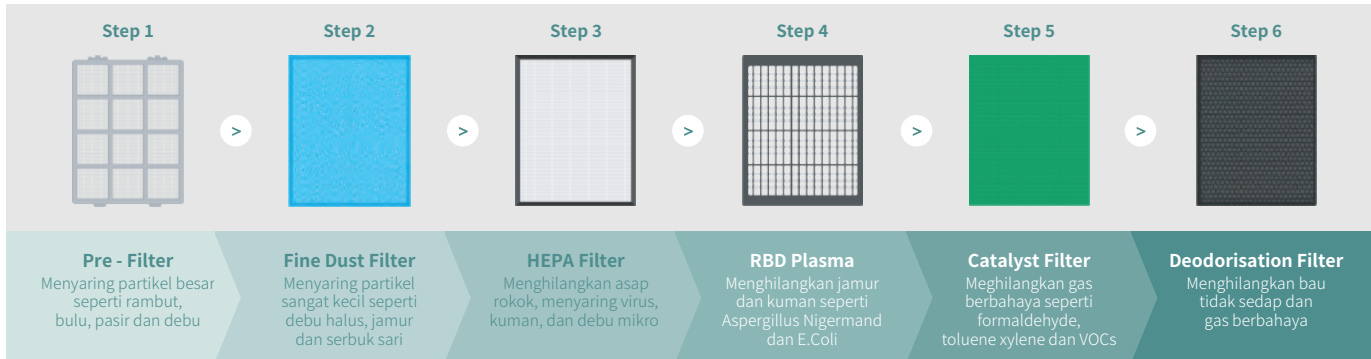 Step 1
Step 2
Step 3
Step 4
Step 5
Step 6
>
>
>
>
>
Pre - Filter
Menyaring partikel besar
seperti rambut,
bulu, pasir dan debu
Fine Dust Filter
Menyaring partikel
sangat kecil seperti
debu halus, jamur
dan serbuk sari
HEPA Filter
Menghilangkan asap
rokok, menyaring virus,
kuman, dan debu mikro
RBD Plasma
Menghilangkan jamur
dan kuman seperti
Aspergillus Nigermand
dan E.Coli
Catalyst Filter
Meghilangkan gas
berbahaya seperti
formaldehyde,
toluene xylene dan VOCs
Deodorisation Filter
Menghilangkan bau
tidak sedap dan
gas berbahaya